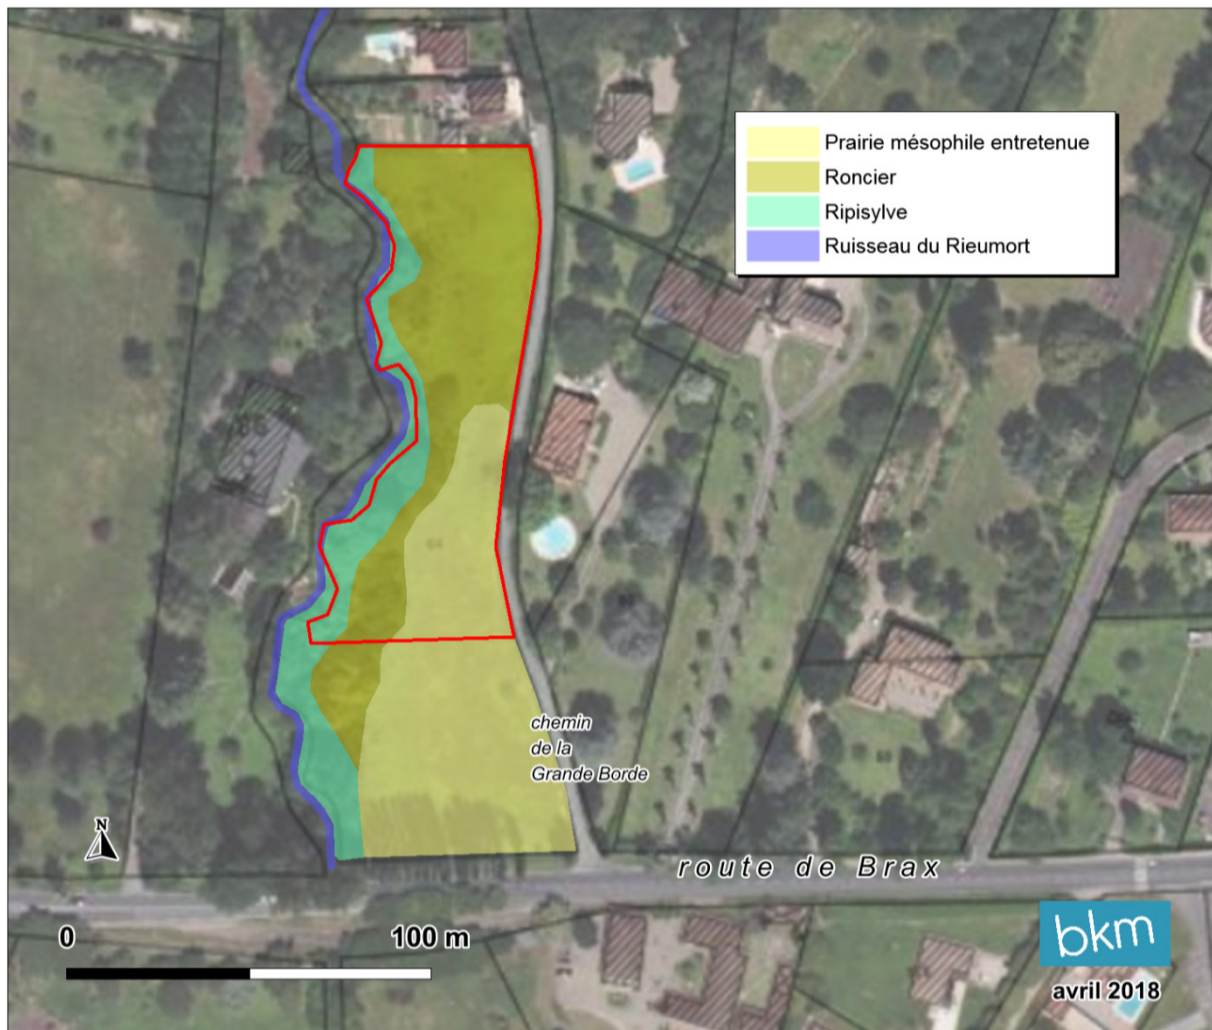 Prairie mésophile entretenue
Roncier
Ripisylve
Ruisseau du Rieumort
chemin
de la
Grande Borde
N
route de Brax
0 100 m
bkm
avril 2018